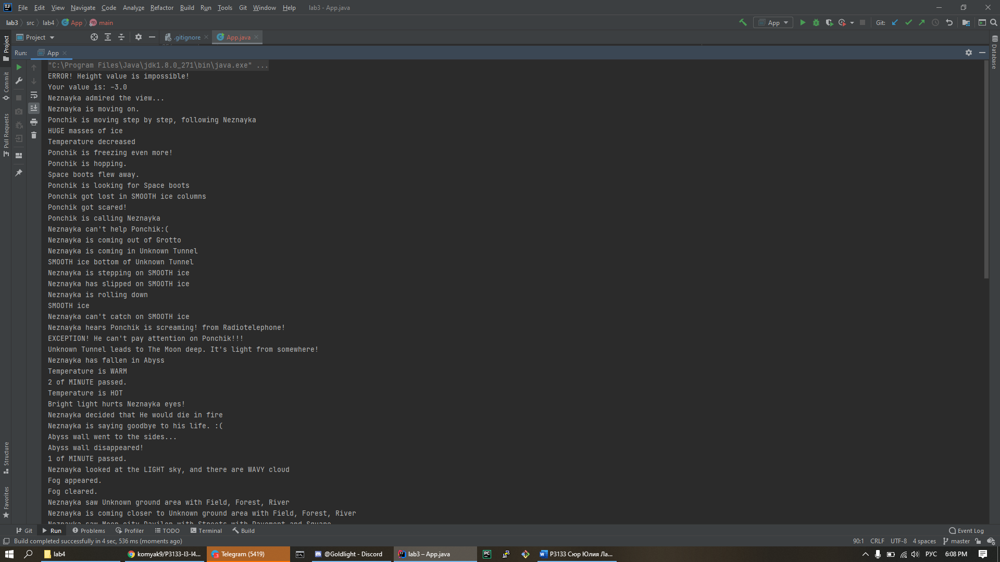 File Edit View Navigate Code Analyze Refactor Build Run Tools Git Window Help lab3 - App.java
lab3 src lab4 App main App Git:
Project .gitignore App.java
Run: App
"C:\Program Files\Java\jdk1.8.0_271\bin\java.exe" ...
ERROR! Height value is impossible!
Your value is: -3.0
Neznayka admired the view...
Neznayka is moving on.
Ponchik is moving step by step, following Neznayka
HUGE masses of ice
Temperature decreased
Ponchik is freezing even more!
Ponchik is hopping.
Space boots flew away.
Ponchik is looking for Space boots
Ponchik got lost in SMOOTH ice columns
Ponchik got scared!
Ponchik is calling Neznayka
Neznayka can't help Ponchik:(
Neznayka is coming out of Grotto
Neznayka is coming in Unknown Tunnel
SMOOTH ice bottom of Unknown Tunnel
Neznayka is stepping on SMOOTH ice
Neznayka has slipped on SMOOTH ice
Neznayka is rolling down
SMOOTH ice
Neznayka can't catch on SMOOTH ice
Neznayka hears Ponchik is screaming! from Radiotelephone!
EXCEPTION! He can't pay attention on Ponchik!!!
Unknown Tunnel leads to The Moon deep. It's light from somewhere!
Neznayka has fallen in Abyss
Temperature is WARM
2 of MINUTE passed.
Temperature is HOT
Bright light hurts Neznayka eyes!
Neznayka decided that He would die in fire
Neznayka is saying goodbye to his life. :(
Abyss wall went to the sides...
Abyss wall disappeared!
1 of MINUTE passed.
Neznayka looked at the LIGHT sky, and there are WAVY cloud
Fog appeared.
Fog cleared.
Neznayka saw Unknown ground area with Field, Forest, River
Neznayka is coming closer to Unknown ground area with Field, Forest, River
Neznayka saw Moon city Pavilon with Streets with Pavement and Square
Project
Commit
Pull Requests
Structure
Favorites
Database
Git Run Problems Profiler TODO Terminal Build Event Log
Build completed successfully in 4 sec, 536 ms (moments ago) 90:1 CRLF UTF-8 4 spaces master
lab4 komyak9/P3133-l3-l4... Telegram (5419) @Goldlight - Discord lab3 – App.java P3133 Сюр Юлия Ла... РУС 6:08 PM